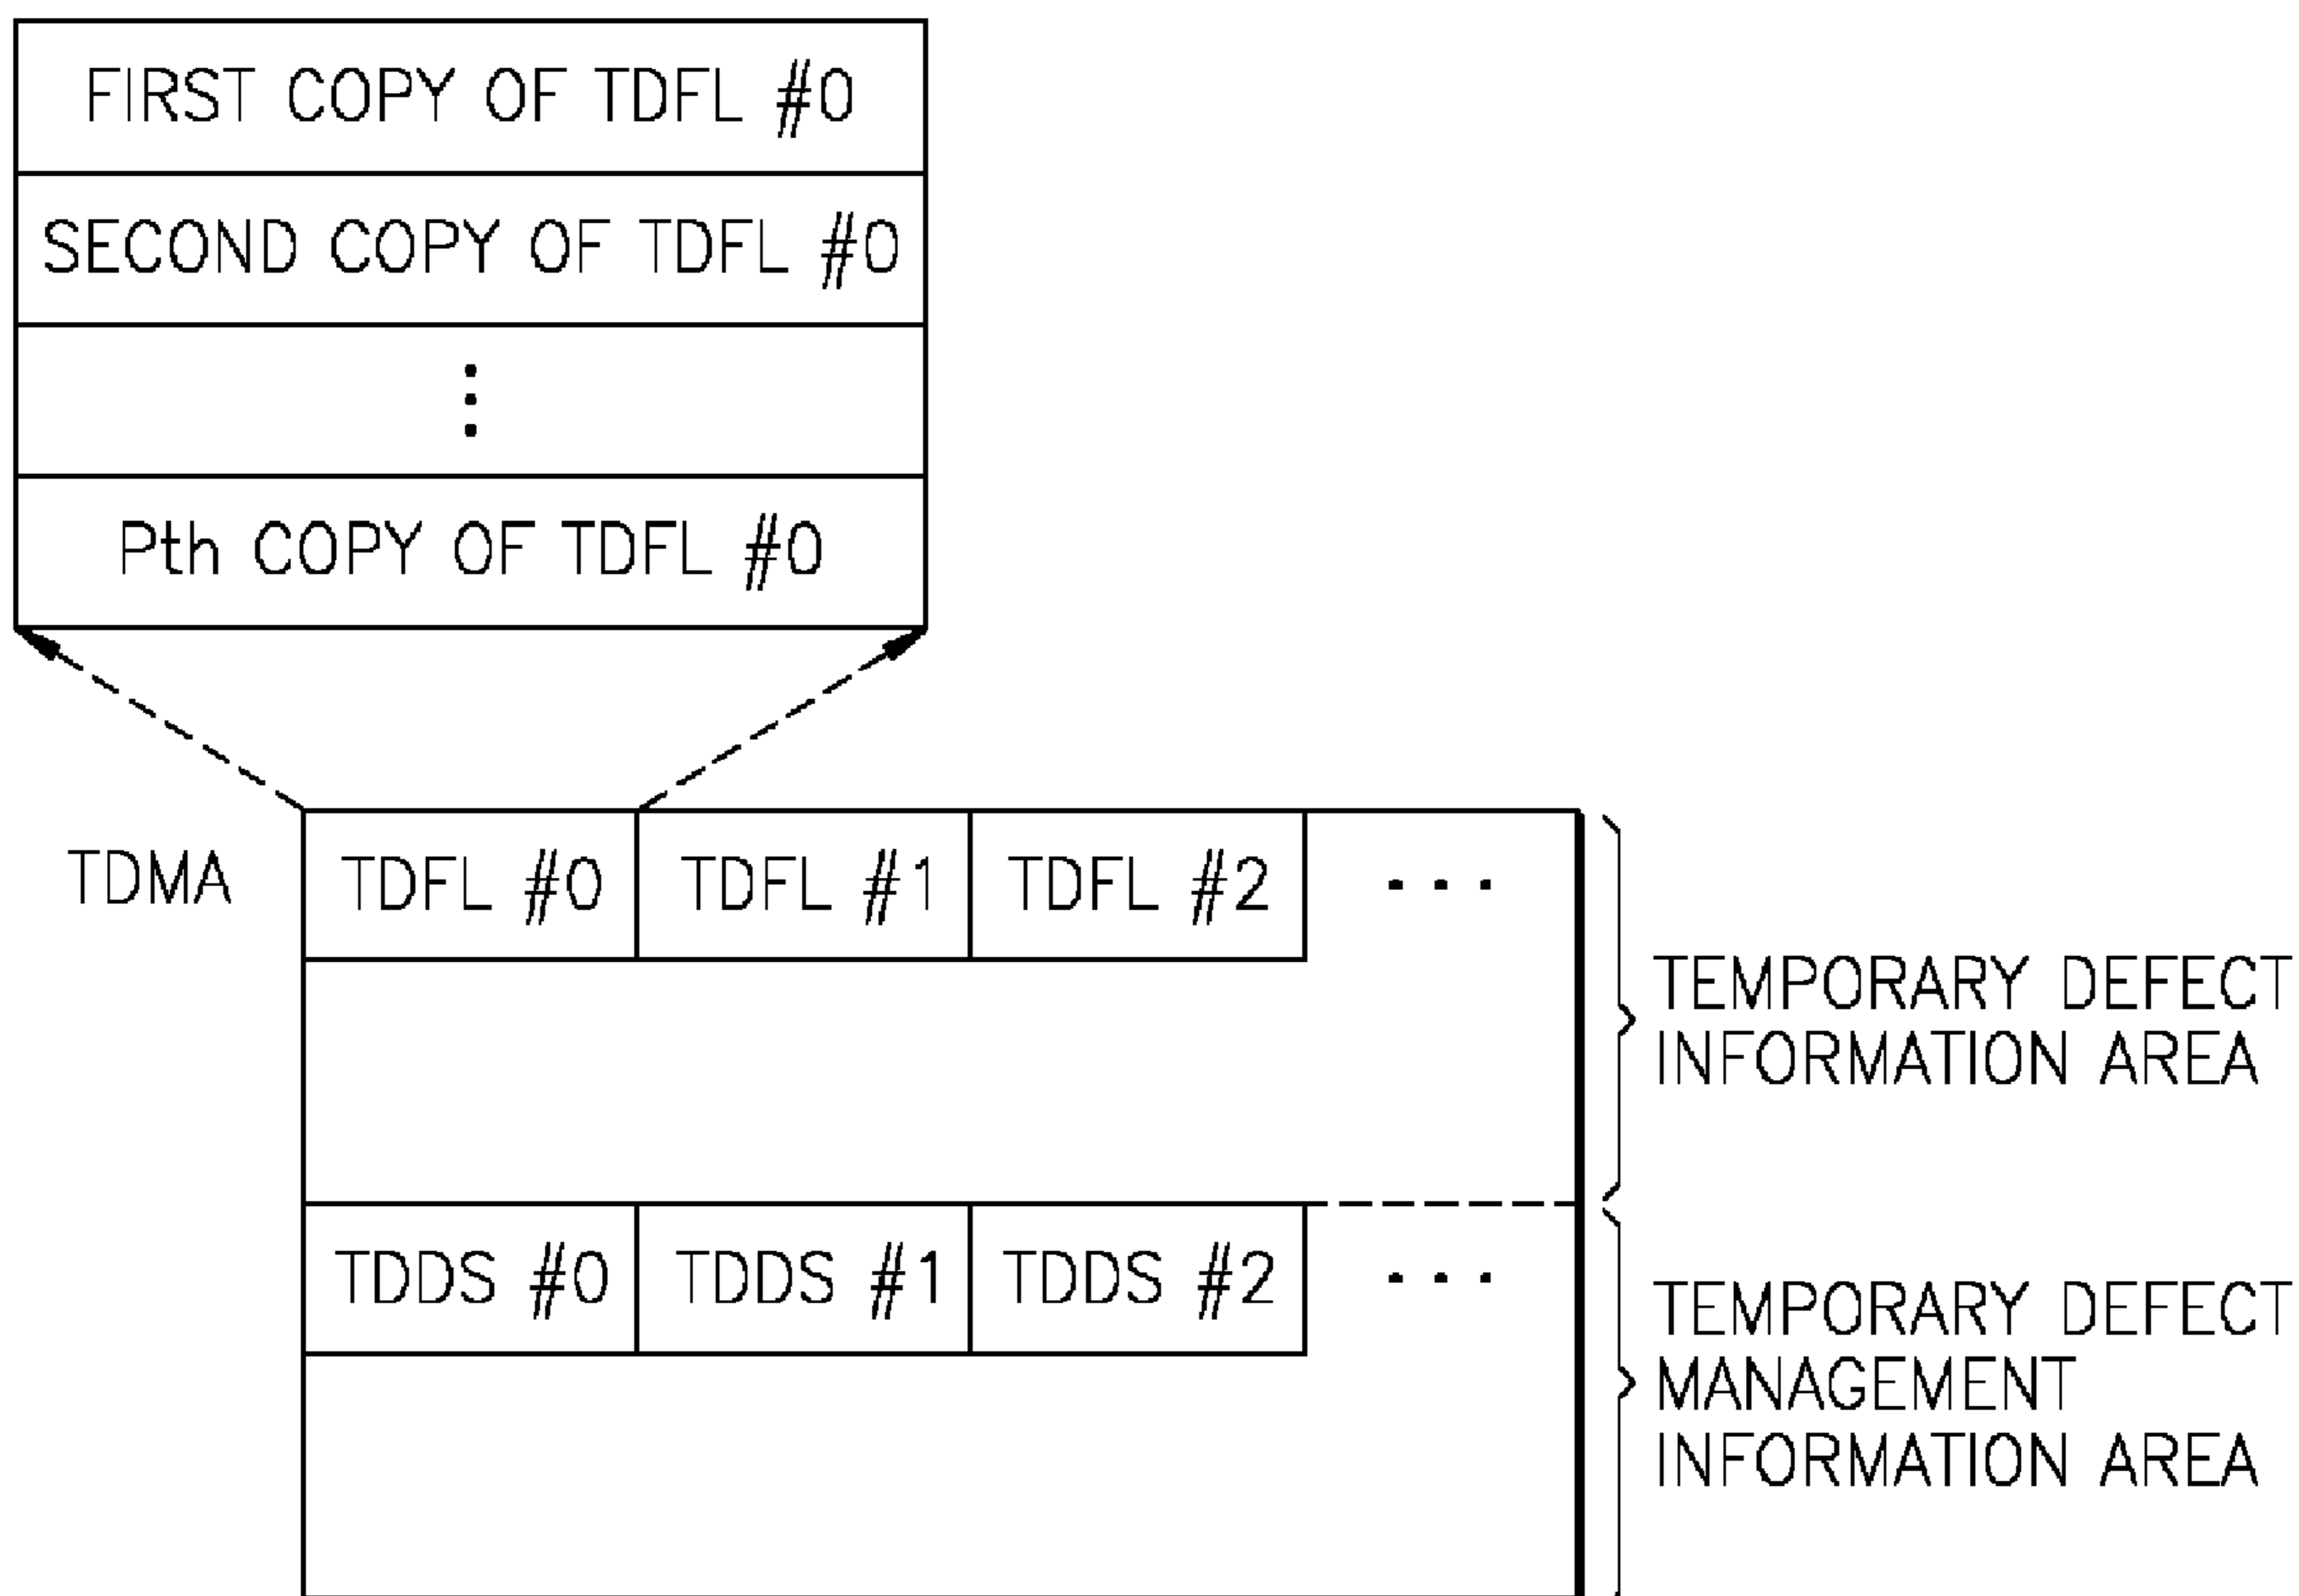 FIRST COPY OF TDFL #0
SECOND COPY OF TDFL #0
Pth COPY OF TDFL #0
TDMA
TDFL #0
TDFL #1
TDFL #2
TEMPORARY DEFECT
INFORMATION AREA
TDDS #0
TDDS #1
TDDS #2
TEMPORARY DEFECT
MANAGEMENT
INFORMATION AREA